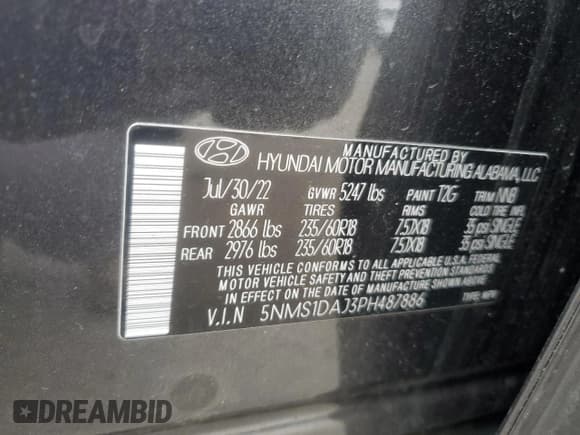 MANUFACTURED BY
HYUNDAI MOTOR MANUFACTURING ALABAMA, LLC
Jul/30/22 GVWR 5247 lbs PAINT T2G TRIM NNB
GAWR TIRES RIMS COLD TIRE INF.
FRONT 2866 lbs 235/60R18 7.5JX18 35 psi SINGLE
REAR 2976 lbs 235/60R18 7.5JX18 35 psi SINGLE
THIS VEHICLE CONFORMS TO ALL APPLICABLE U.S.A. FEDERAL
MOTOR VEHICLE SAFETY AND THEFT PREVENTION STANDARDS
IN EFFECT ON THE DATE OF MANUFACTURE SHOWN ABOVE.
V.I.N 5NMS1DAJ3PH487886 TYPE: MPV
DREAMBID